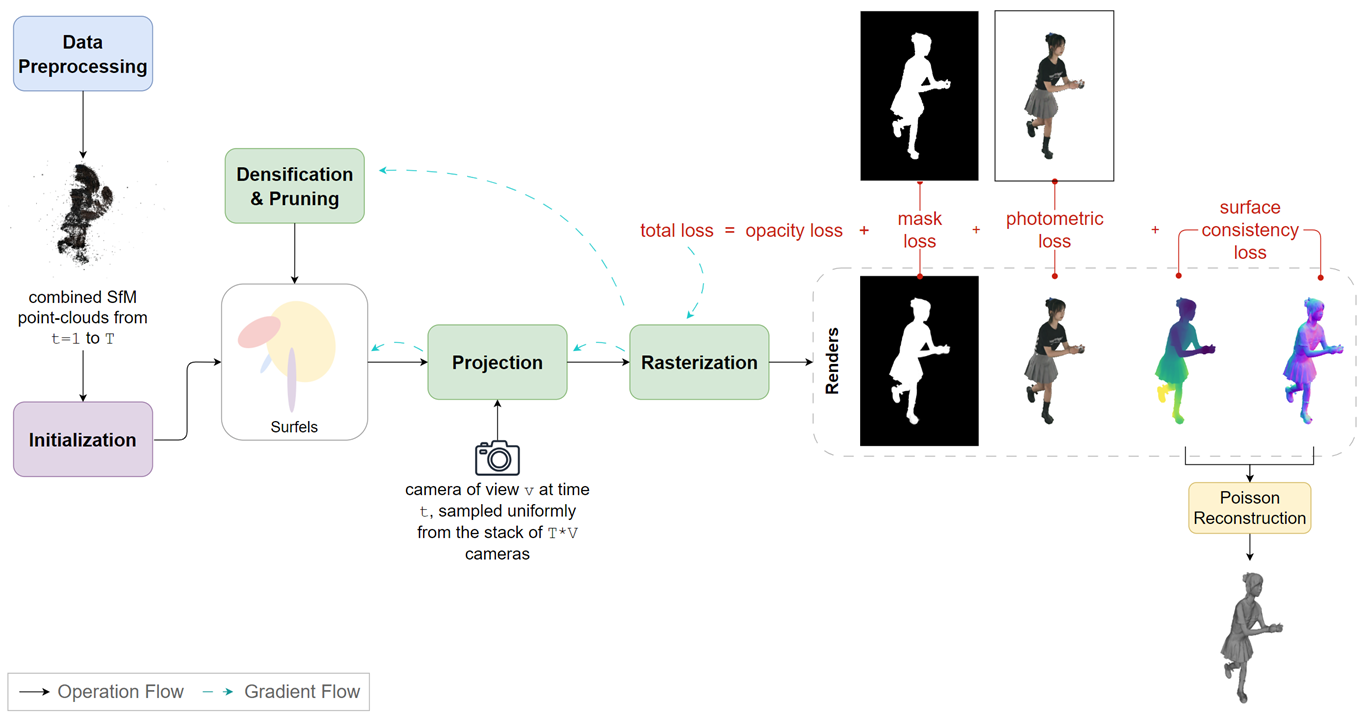 Data
Preprocessing
combined SfM
point-clouds from
t=1 to T
Initialization
Densification
& Pruning
Surfels
Projection
camera of view v at time
t, sampled uniformly
from the stack of T*V
cameras
Rasterization
total loss = opacity loss + mask loss + photometric loss + surface consistency loss
Renders
Poisson
Reconstruction
Operation Flow
Gradient Flow